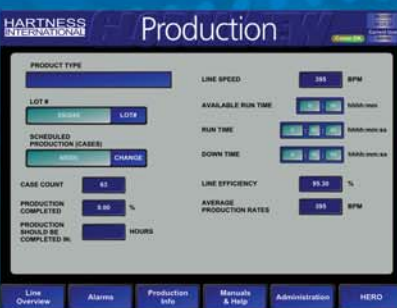 HARTNESS
INTERNATIONAL
Production
PRODUCT TYPE
LOT #
LOT#
SCHEDULED
PRODUCTION (CASES)
CHANGE
CASE COUNT
63
PRODUCTION
COMPLETED
0.00 %
PRODUCTION
SHOULD BE
COMPLETED IN:
HOURS
LINE SPEED
395 BPM
AVAILABLE RUN TIME
hhhh:mm
RUN TIME
hhhh:mm:ss
DOWN TIME
hhhh:mm:ss
LINE EFFICIENCY
%
AVERAGE
PRODUCTION RATES
395 BPM
Line
Overview
Alarms
Production
Info
Manuals
& Help
Administration
HERO